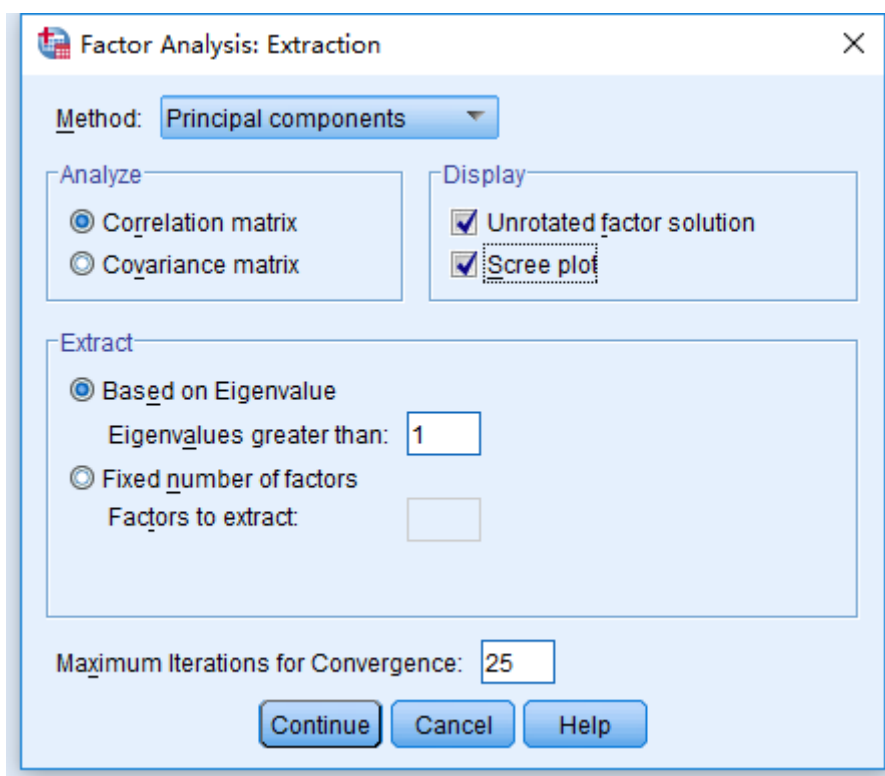 Factor Analysis: Extraction
Method: Principal components
Analyze
Correlation matrix
Covariance matrix
Display
Unrotated factor solution
Scree plot
Extract
Based on Eigenvalue
Eigenvalues greater than: 1
Fixed number of factors
Factors to extract:
Maximum Iterations for Convergence: 25
Continue Cancel Help